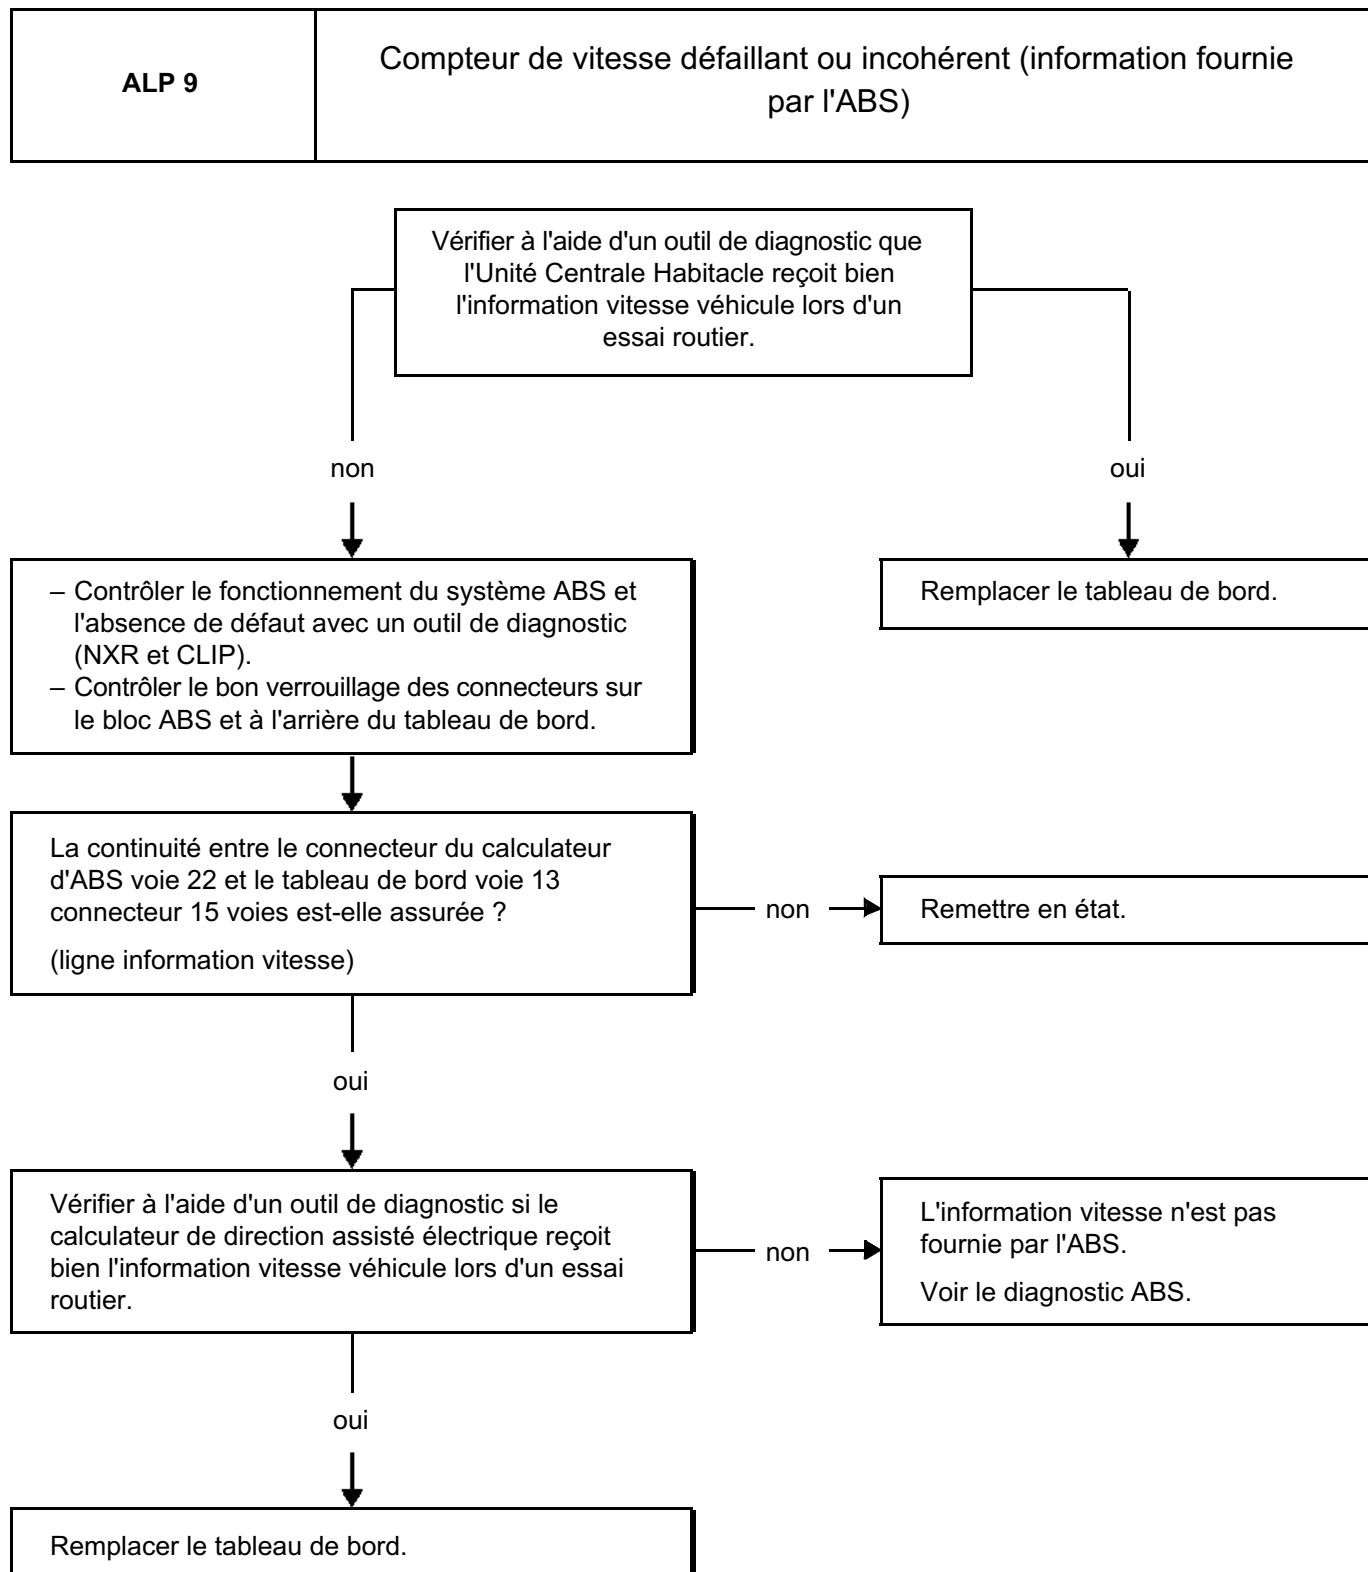 ALP 9
Compteur de vitesse défaillant ou incohérent (information fournie
par l'ABS)
Vérifier à l'aide d'un outil de diagnostic que
l'Unité Centrale Habitacle reçoit bien
l'information vitesse véhicule lors d'un
essai routier.
non
oui
– Contrôler le fonctionnement du système ABS et
l'absence de défaut avec un outil de diagnostic
(NXR et CLIP).
– Contrôler le bon verrouillage des connecteurs sur
le bloc ABS et à l'arrière du tableau de bord.
Remplacer le tableau de bord.
La continuité entre le connecteur du calculateur
d'ABS voie 22 et le tableau de bord voie 13
connecteur 15 voies est-elle assurée ?
(ligne information vitesse)
non
Remettre en état.
oui
Vérifier à l'aide d'un outil de diagnostic si le
calculateur de direction assisté électrique reçoit
bien l'information vitesse véhicule lors d'un essai
routier.
non
L'information vitesse n'est pas
fournie par l'ABS.
Voir le diagnostic ABS.
oui
Remplacer le tableau de bord.